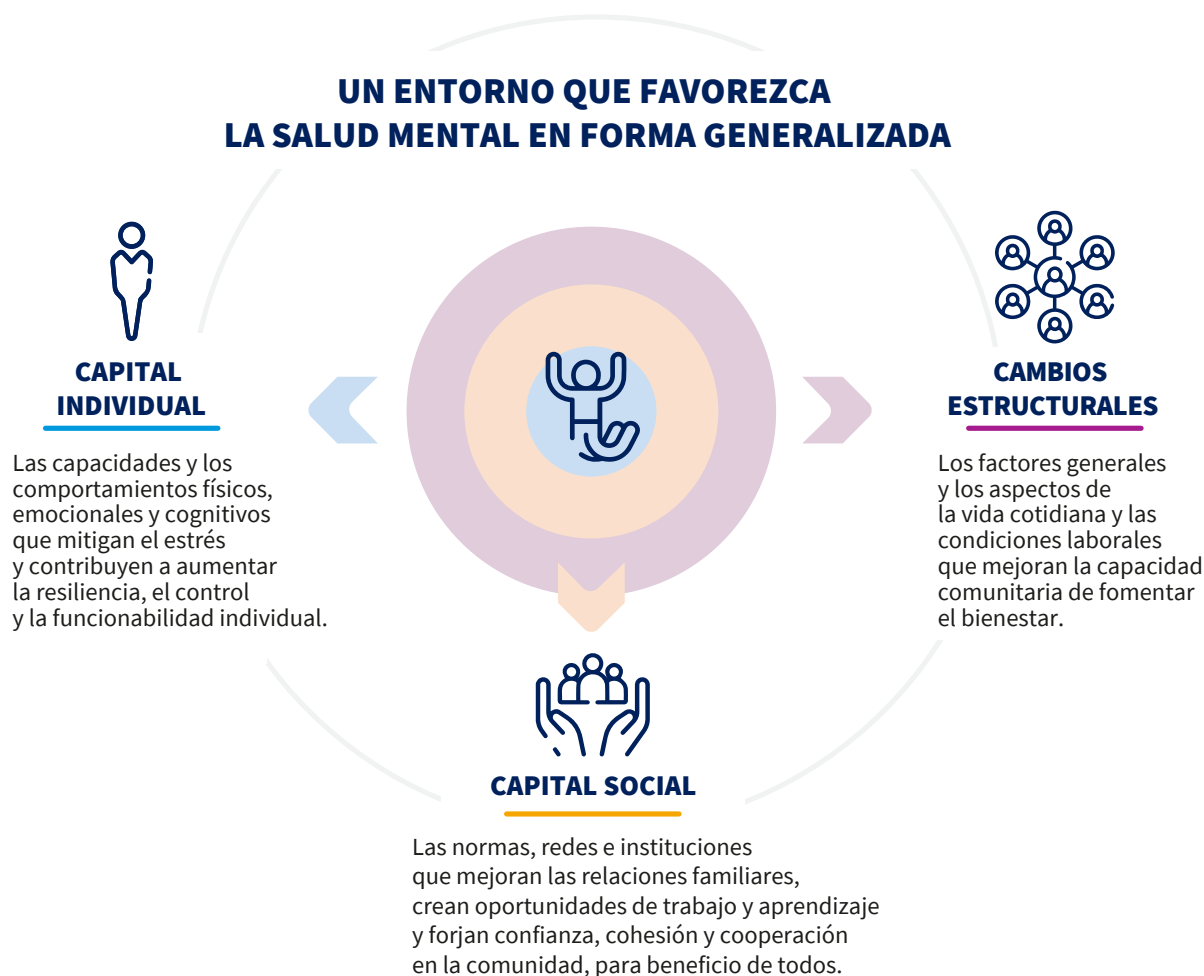 UN ENTORNO QUE FAVOREZCA
LA SALUD MENTAL EN FORMA GENERALIZADA
CAPITAL
INDIVIDUAL
Las capacidades y los
comportamientos físicos,
emocionales y cognitivos
que mitigan el estrés
y contribuyen a aumentar
la resiliencia, el control
y la funcionabilidad individual.
CAMBIOS
ESTRUCTURALES
Los factores generales
y los aspectos de
la vida cotidiana y las
condiciones laborales
que mejoran la capacidad
comunitaria de fomentar
el bienestar.
CAPITAL SOCIAL
Las normas, redes e instituciones
que mejoran las relaciones familiares,
crean oportunidades de trabajo y aprendizaje
y forjan confianza, cohesión y cooperación
en la comunidad, para beneficio de todos.